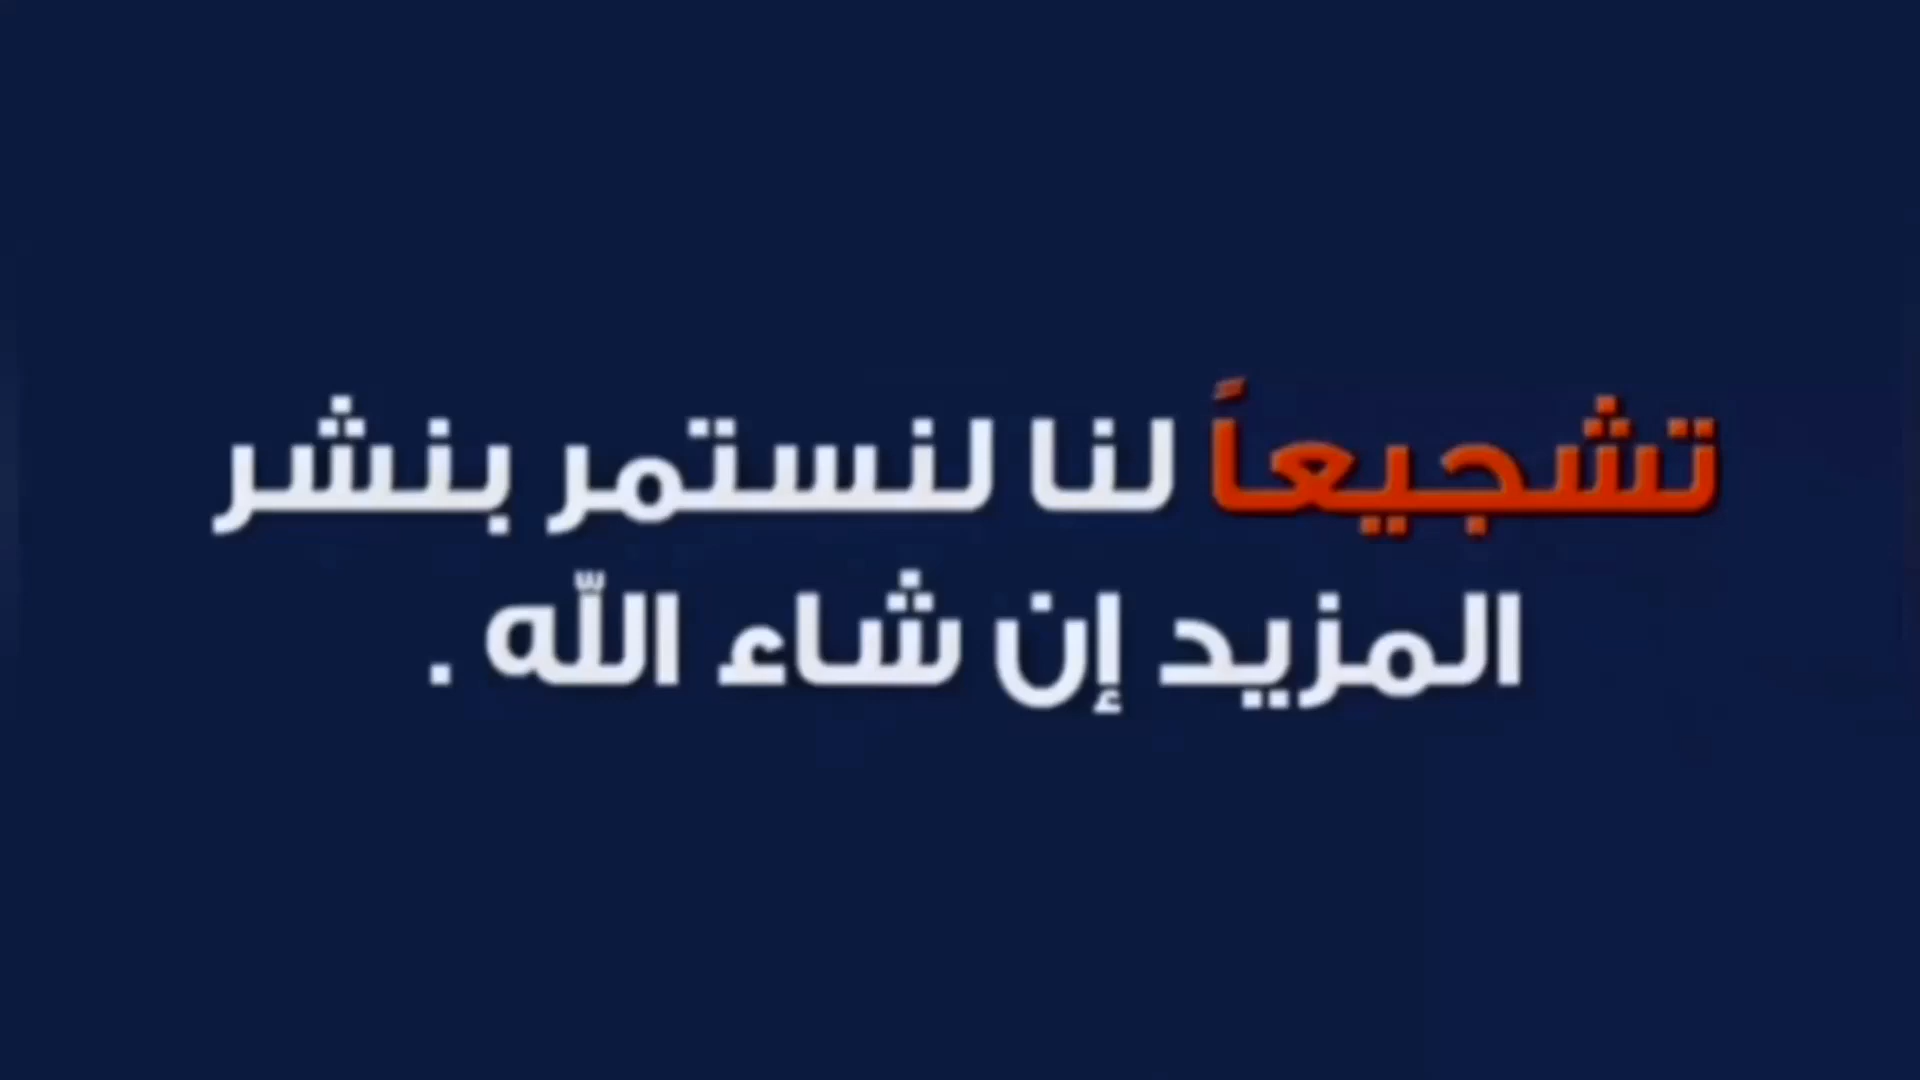 تشجيعاً لنا لنستمر بنشر
المزيد إن شاء اللّه .